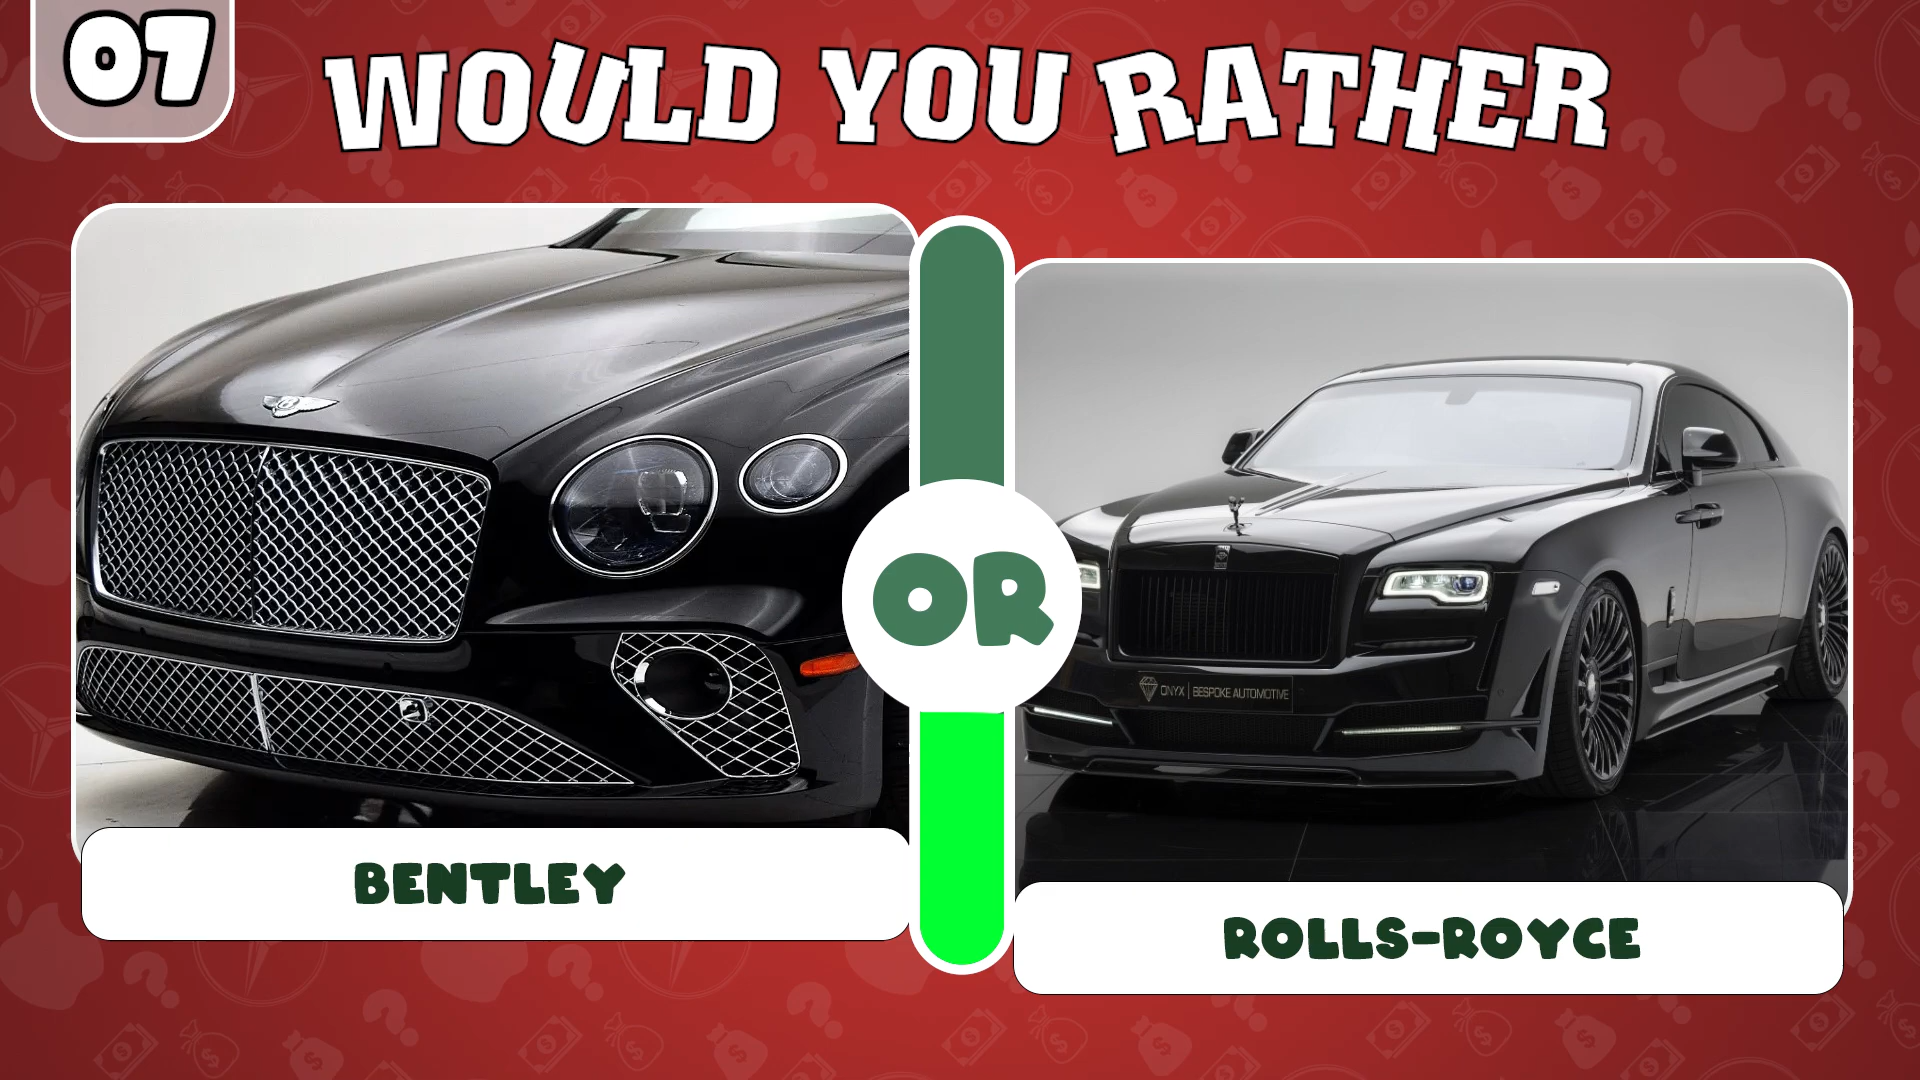 07
WOULD YOU RATHER
B
OR
ONYX | BESPOKE AUTOMOTIVE
BENTLEY
ROLLS-ROYCE